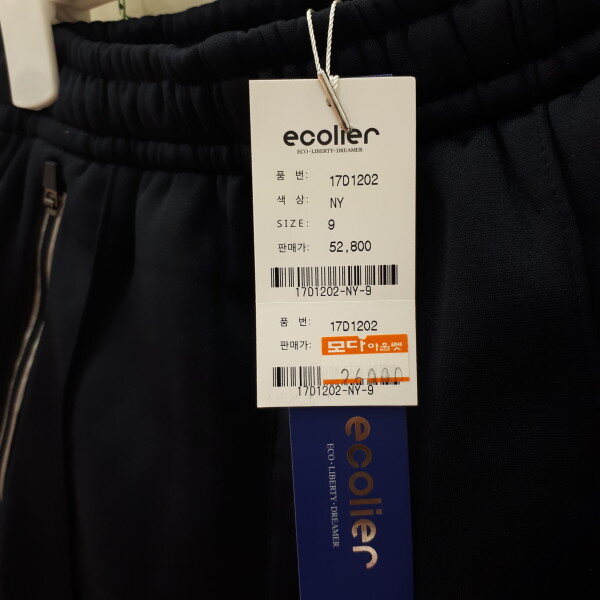 ecolier
ECO·LIBERTY·DREAMER
품 번: 17D1202
색 상: NY
SIZE: 9
판매가: 52,800
17D1202-NY-9
품 번: 17D1202
판매가: 모다아울렛
26000
17D1202-NY-9
ecolier
ECO·LIBERTY·DREAMER